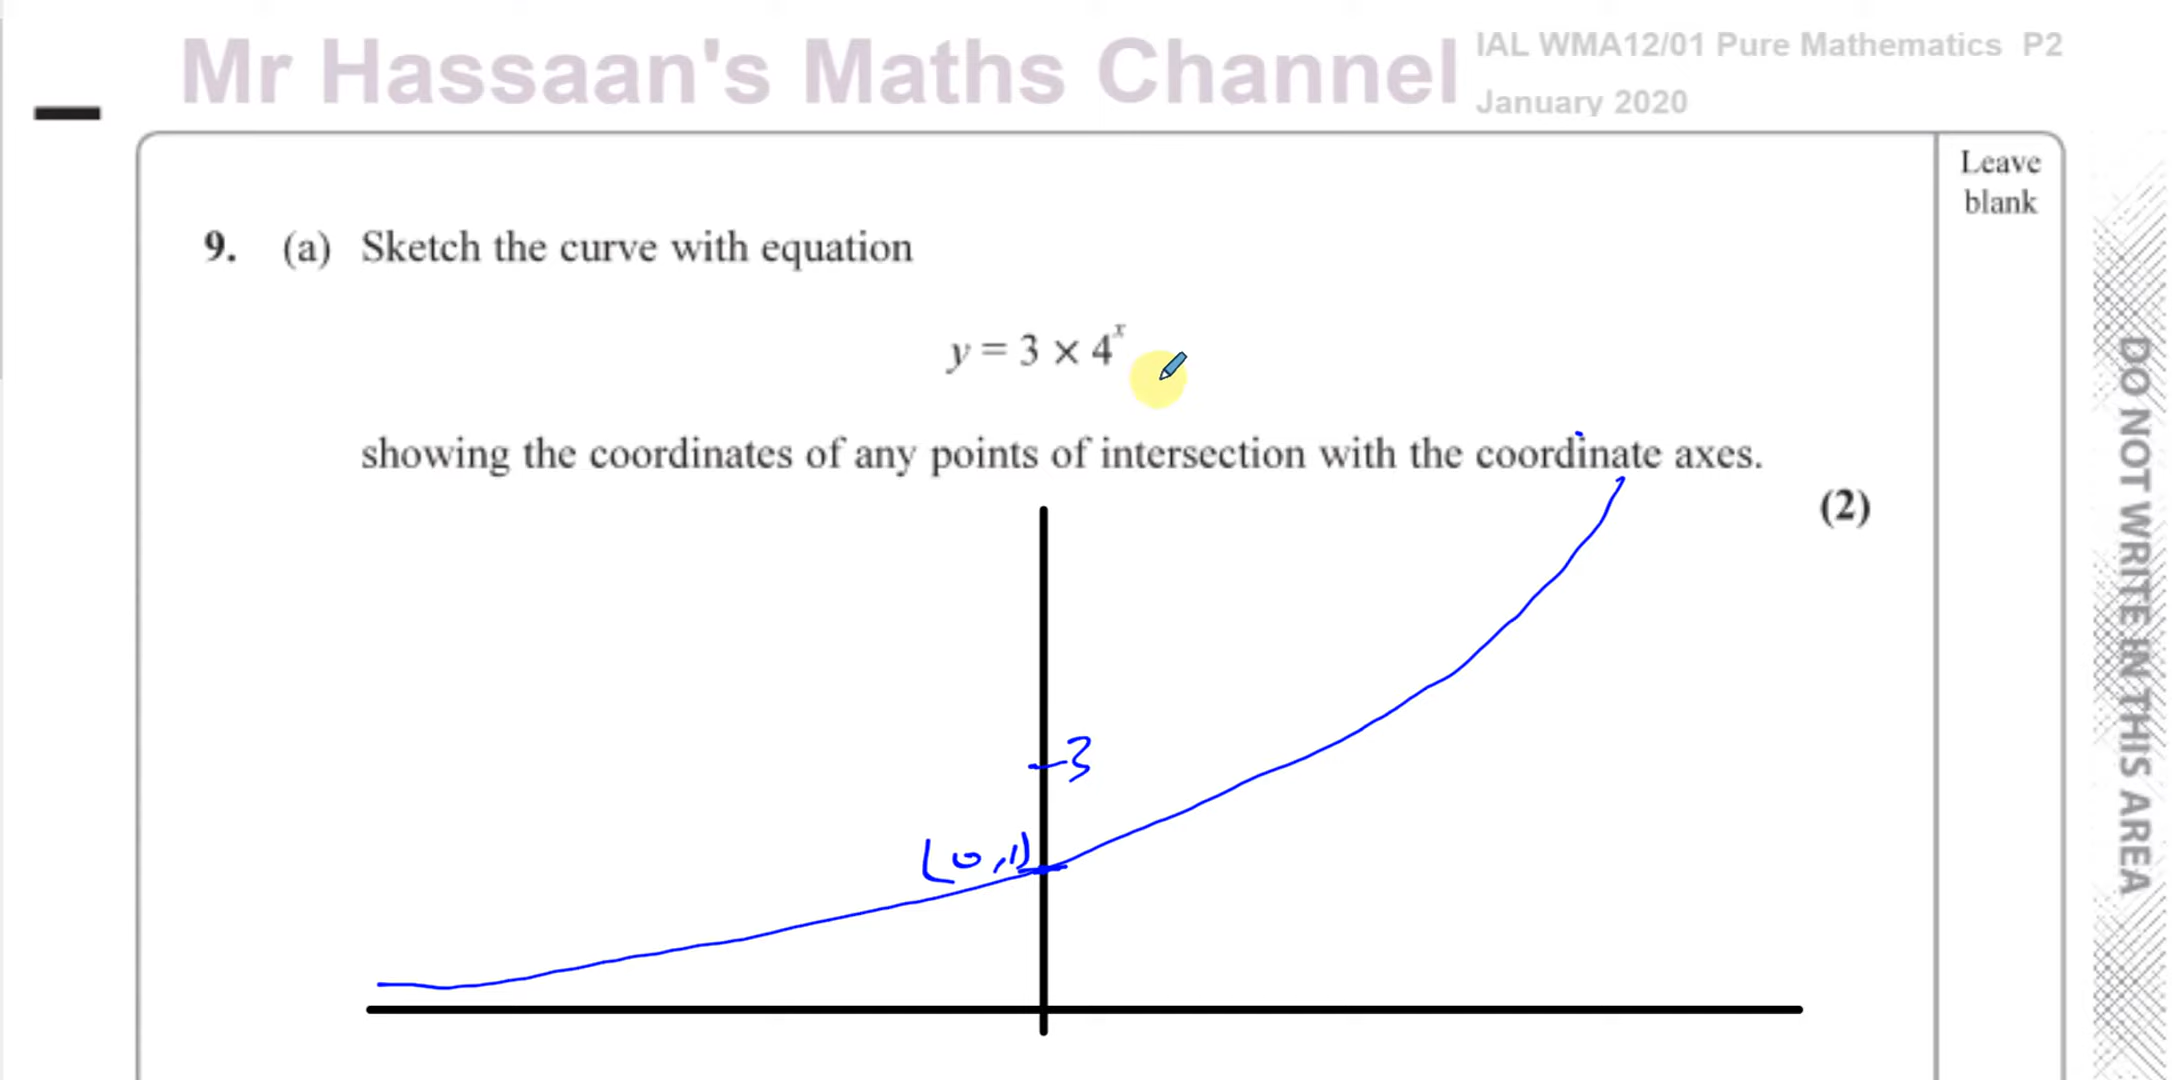 Mr Hassaan's Maths Channel
IAL WMA12/01 Pure Mathematics P2
January 2020
Leave
blank
9. (a) Sketch the curve with equation
y = 3 × 4ˣ
showing the coordinates of any points of intersection with the coordinate axes.
(2)
3
(0,1)
DO NOT WRITE IN THIS AREA